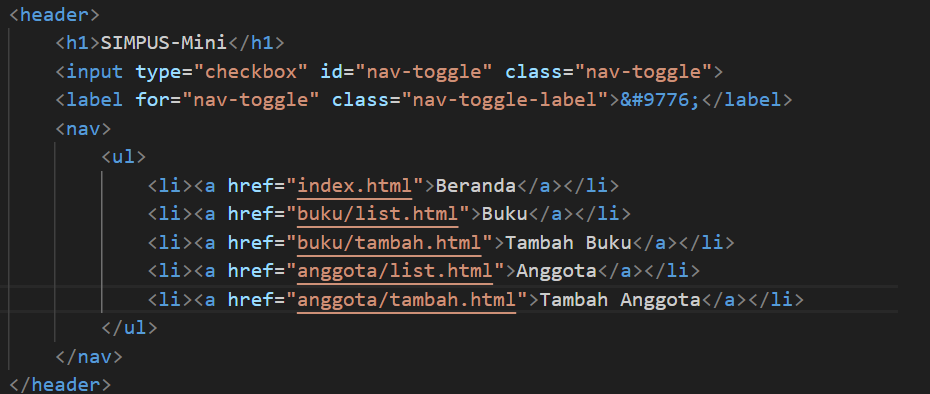 <header>
<h1>SIMPUS-Mini</h1>
<input type="checkbox" id="nav-toggle" class="nav-toggle">
<label for="nav-toggle" class="nav-toggle-label">&#9776;</label>
<nav>
<ul>
<li><a href="index.html">Beranda</a></li>
<li><a href="buku/list.html">Buku</a></li>
<li><a href="buku/tambah.html">Tambah Buku</a></li>
<li><a href="anggota/list.html">Anggota</a></li>
<li><a href="anggota/tambah.html">Tambah Anggota</a></li>
</ul>
</nav>
</header>